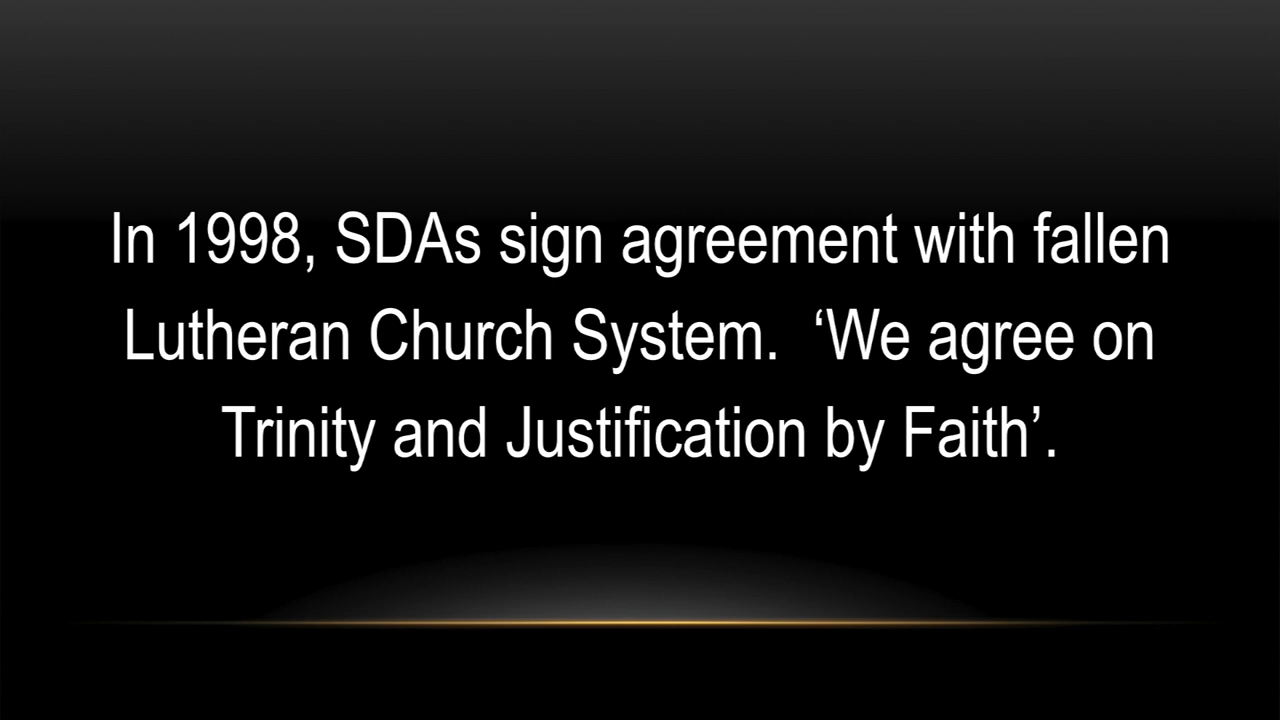 In 1998, SDAs sign agreement with fallen
Lutheran Church System.  ‘We agree on
Trinity and Justification by Faith’.